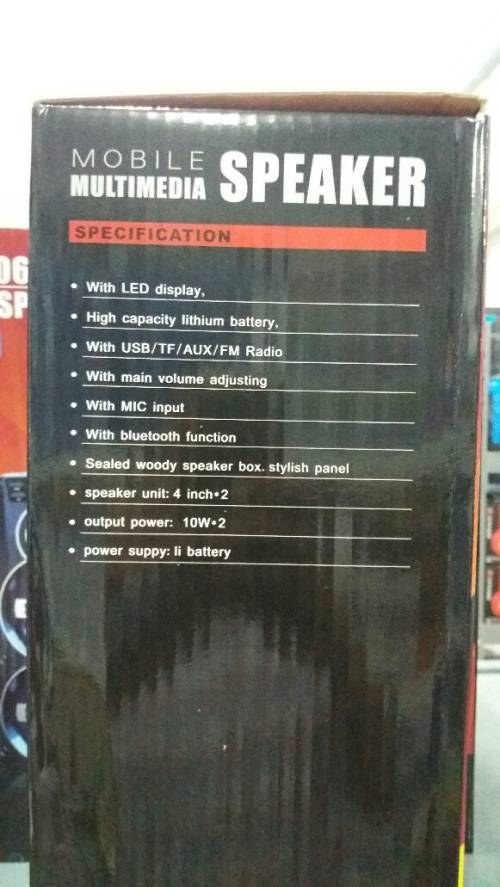 MOBILE
MULTIMEDIA SPEAKER
SPECIFICATION
• With LED display,
• High capacity lithium battery,
• With USB/TF/AUX/FM Radio
• With main volume adjusting
• With MIC input
• With bluetooth function
• Sealed woody speaker box. stylish panel
• speaker unit: 4 inch*2
• output power: 10W*2
• power suppy: li battery
06
SP